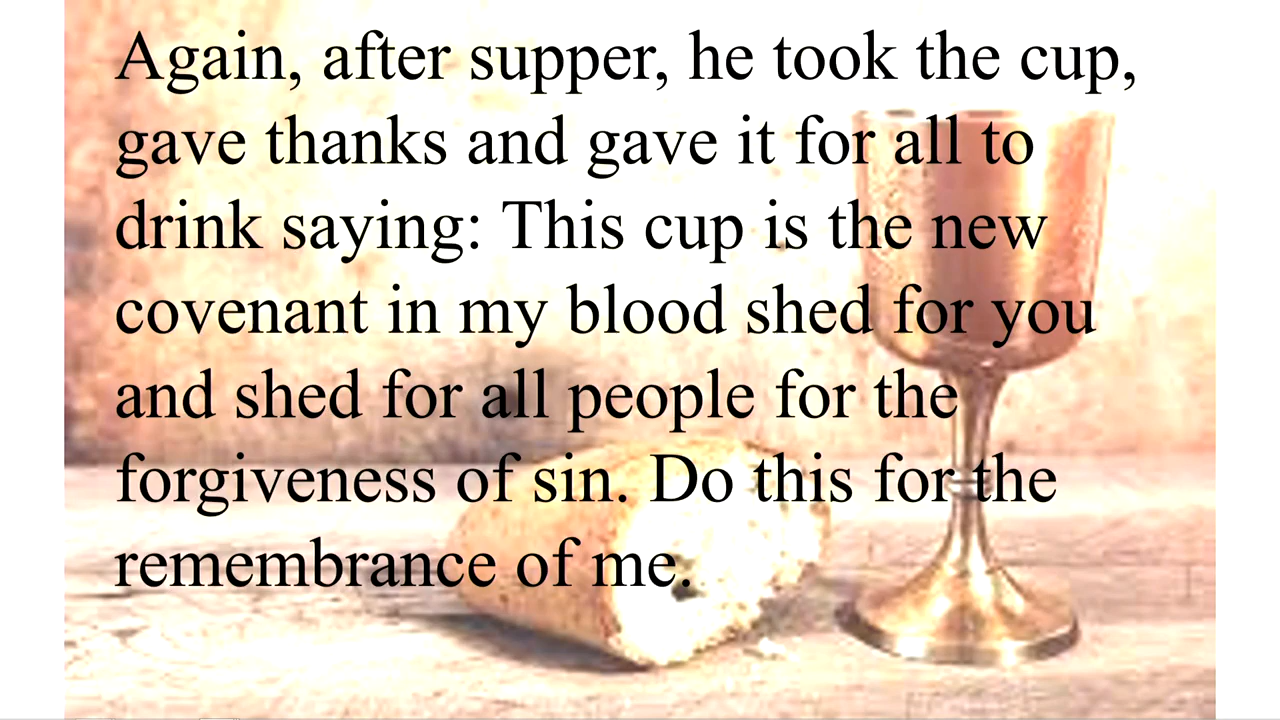 Again, after supper, he took the cup,
gave thanks and gave it for all to
drink saying: This cup is the new
covenant in my blood shed for you
and shed for all people for the
forgiveness of sin. Do this for the
remembrance of me.